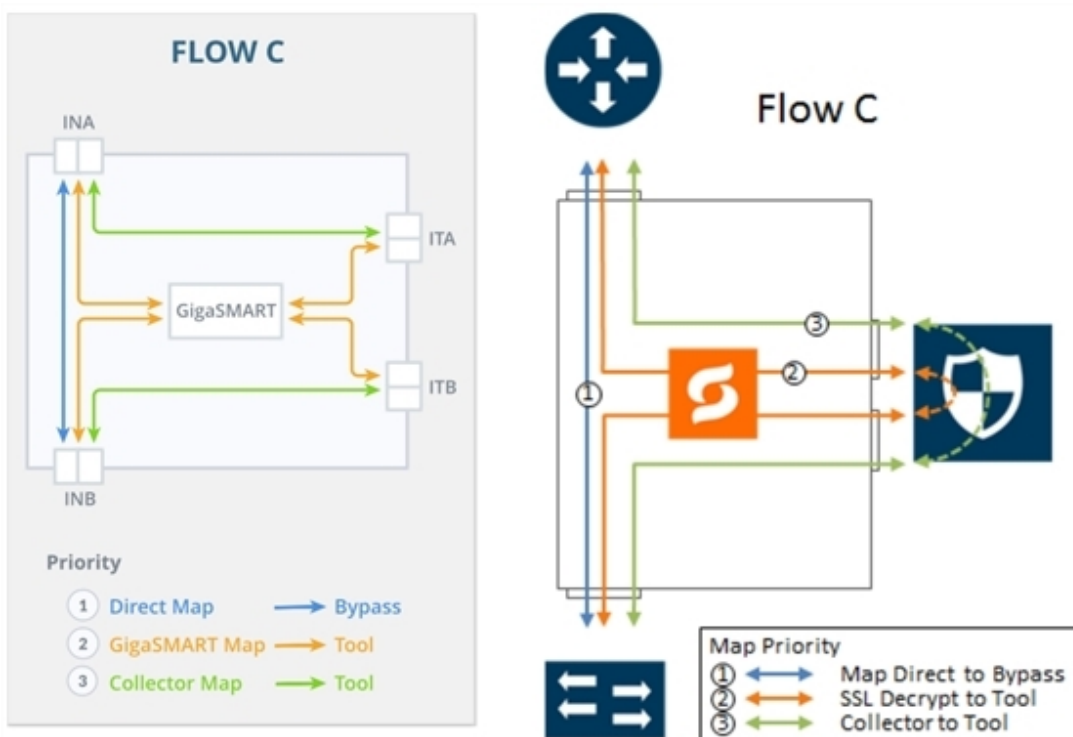 FLOW C
INA
ITA
GigaSMART
ITB
INB
Priority
1 Direct Map Bypass
2 GigaSMART Map Tool
3 Collector Map Tool
Flow C
3
2
1
Map Priority
1 Map Direct to Bypass
2 SSL Decrypt to Tool
3 Collector to Tool